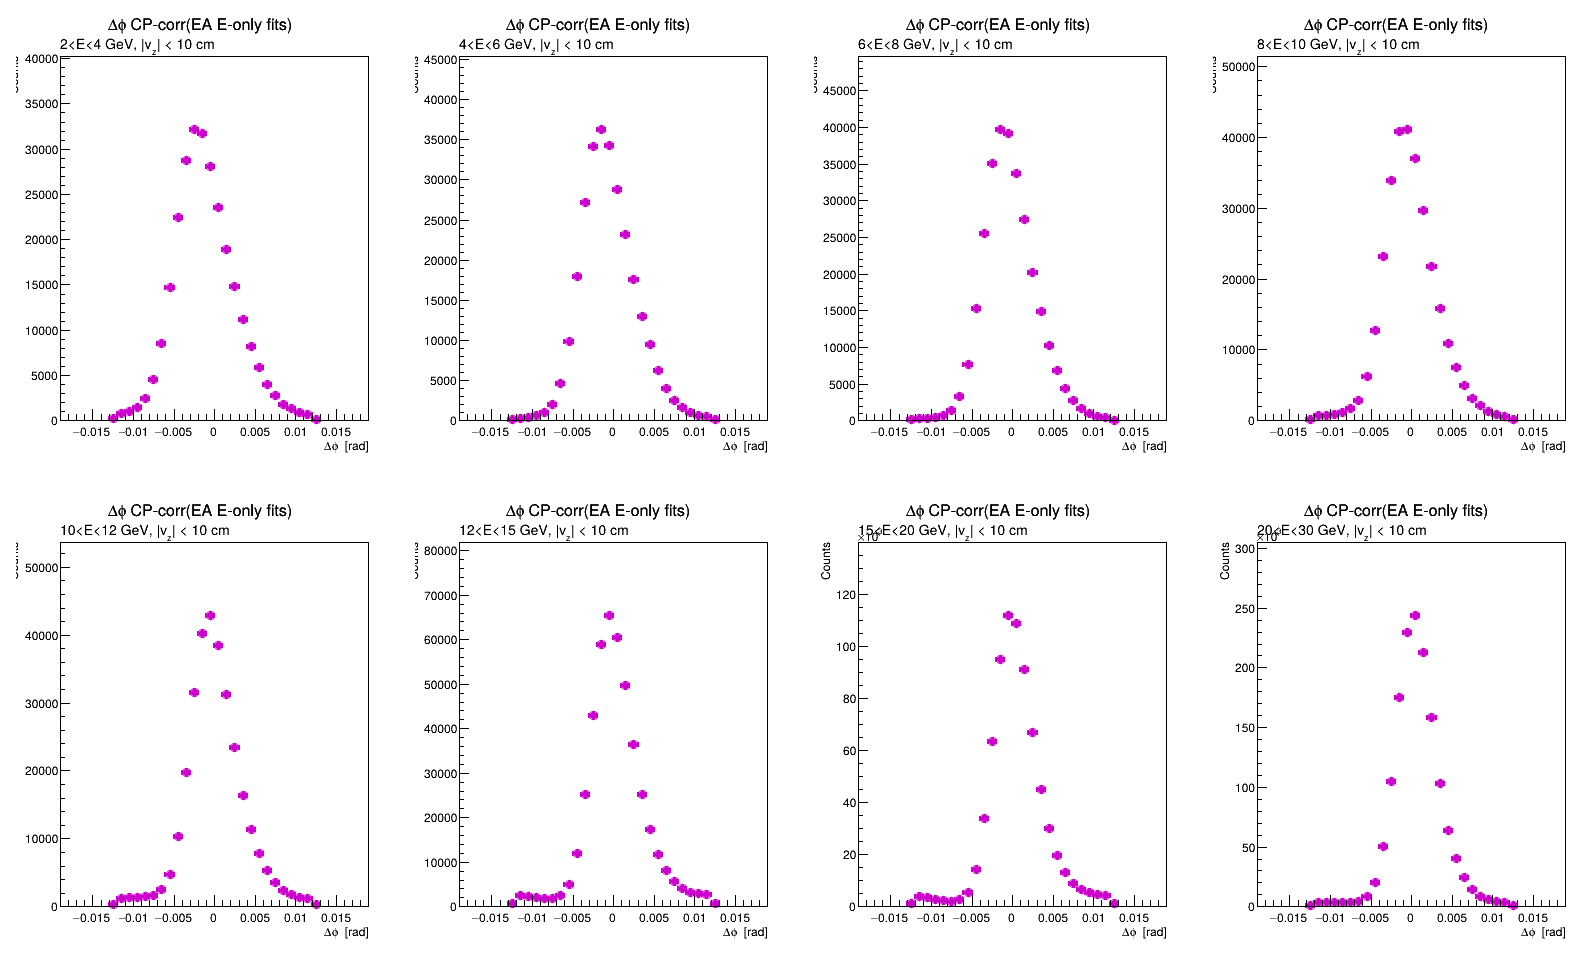 Δϕ CP-corr(EA E-only fits)
2<E<4 GeV, |v_z| < 10 cm
Counts
40000
35000
30000
25000
20000
15000
10000
5000
0
−0.015 −0.01 −0.005 0 0.005 0.01 0.015
Δϕ [rad]
Δϕ CP-corr(EA E-only fits)
4<E<6 GeV, |v_z| < 10 cm
Counts
45000
40000
35000
30000
25000
20000
15000
10000
5000
0
−0.015 −0.01 −0.005 0 0.005 0.01 0.015
Δϕ [rad]
Δϕ CP-corr(EA E-only fits)
6<E<8 GeV, |v_z| < 10 cm
Counts
45000
40000
35000
30000
25000
20000
15000
10000
5000
0
−0.015 −0.01 −0.005 0 0.005 0.01 0.015
Δϕ [rad]
Δϕ CP-corr(EA E-only fits)
8<E<10 GeV, |v_z| < 10 cm
Counts
50000
40000
30000
20000
10000
0
−0.015 −0.01 −0.005 0 0.005 0.01 0.015
Δϕ [rad]
Δϕ CP-corr(EA E-only fits)
10<E<12 GeV, |v_z| < 10 cm
Counts
50000
40000
30000
20000
10000
0
−0.015 −0.01 −0.005 0 0.005 0.01 0.015
Δϕ [rad]
Δϕ CP-corr(EA E-only fits)
12<E<15 GeV, |v_z| < 10 cm
Counts
80000
70000
60000
50000
40000
30000
20000
10000
0
−0.015 −0.01 −0.005 0 0.005 0.01 0.015
Δϕ [rad]
Δϕ CP-corr(EA E-only fits)
15<E<20 GeV, |v_z| < 10 cm
Counts
120
100
80
60
40
20
0
−0.015 −0.01 −0.005 0 0.005 0.01 0.015
Δϕ [rad]
Δϕ CP-corr(EA E-only fits)
20<E<30 GeV, |v_z| < 10 cm
Counts
300
250
200
150
100
50
0
−0.015 −0.01 −0.005 0 0.005 0.01 0.015
Δϕ [rad]